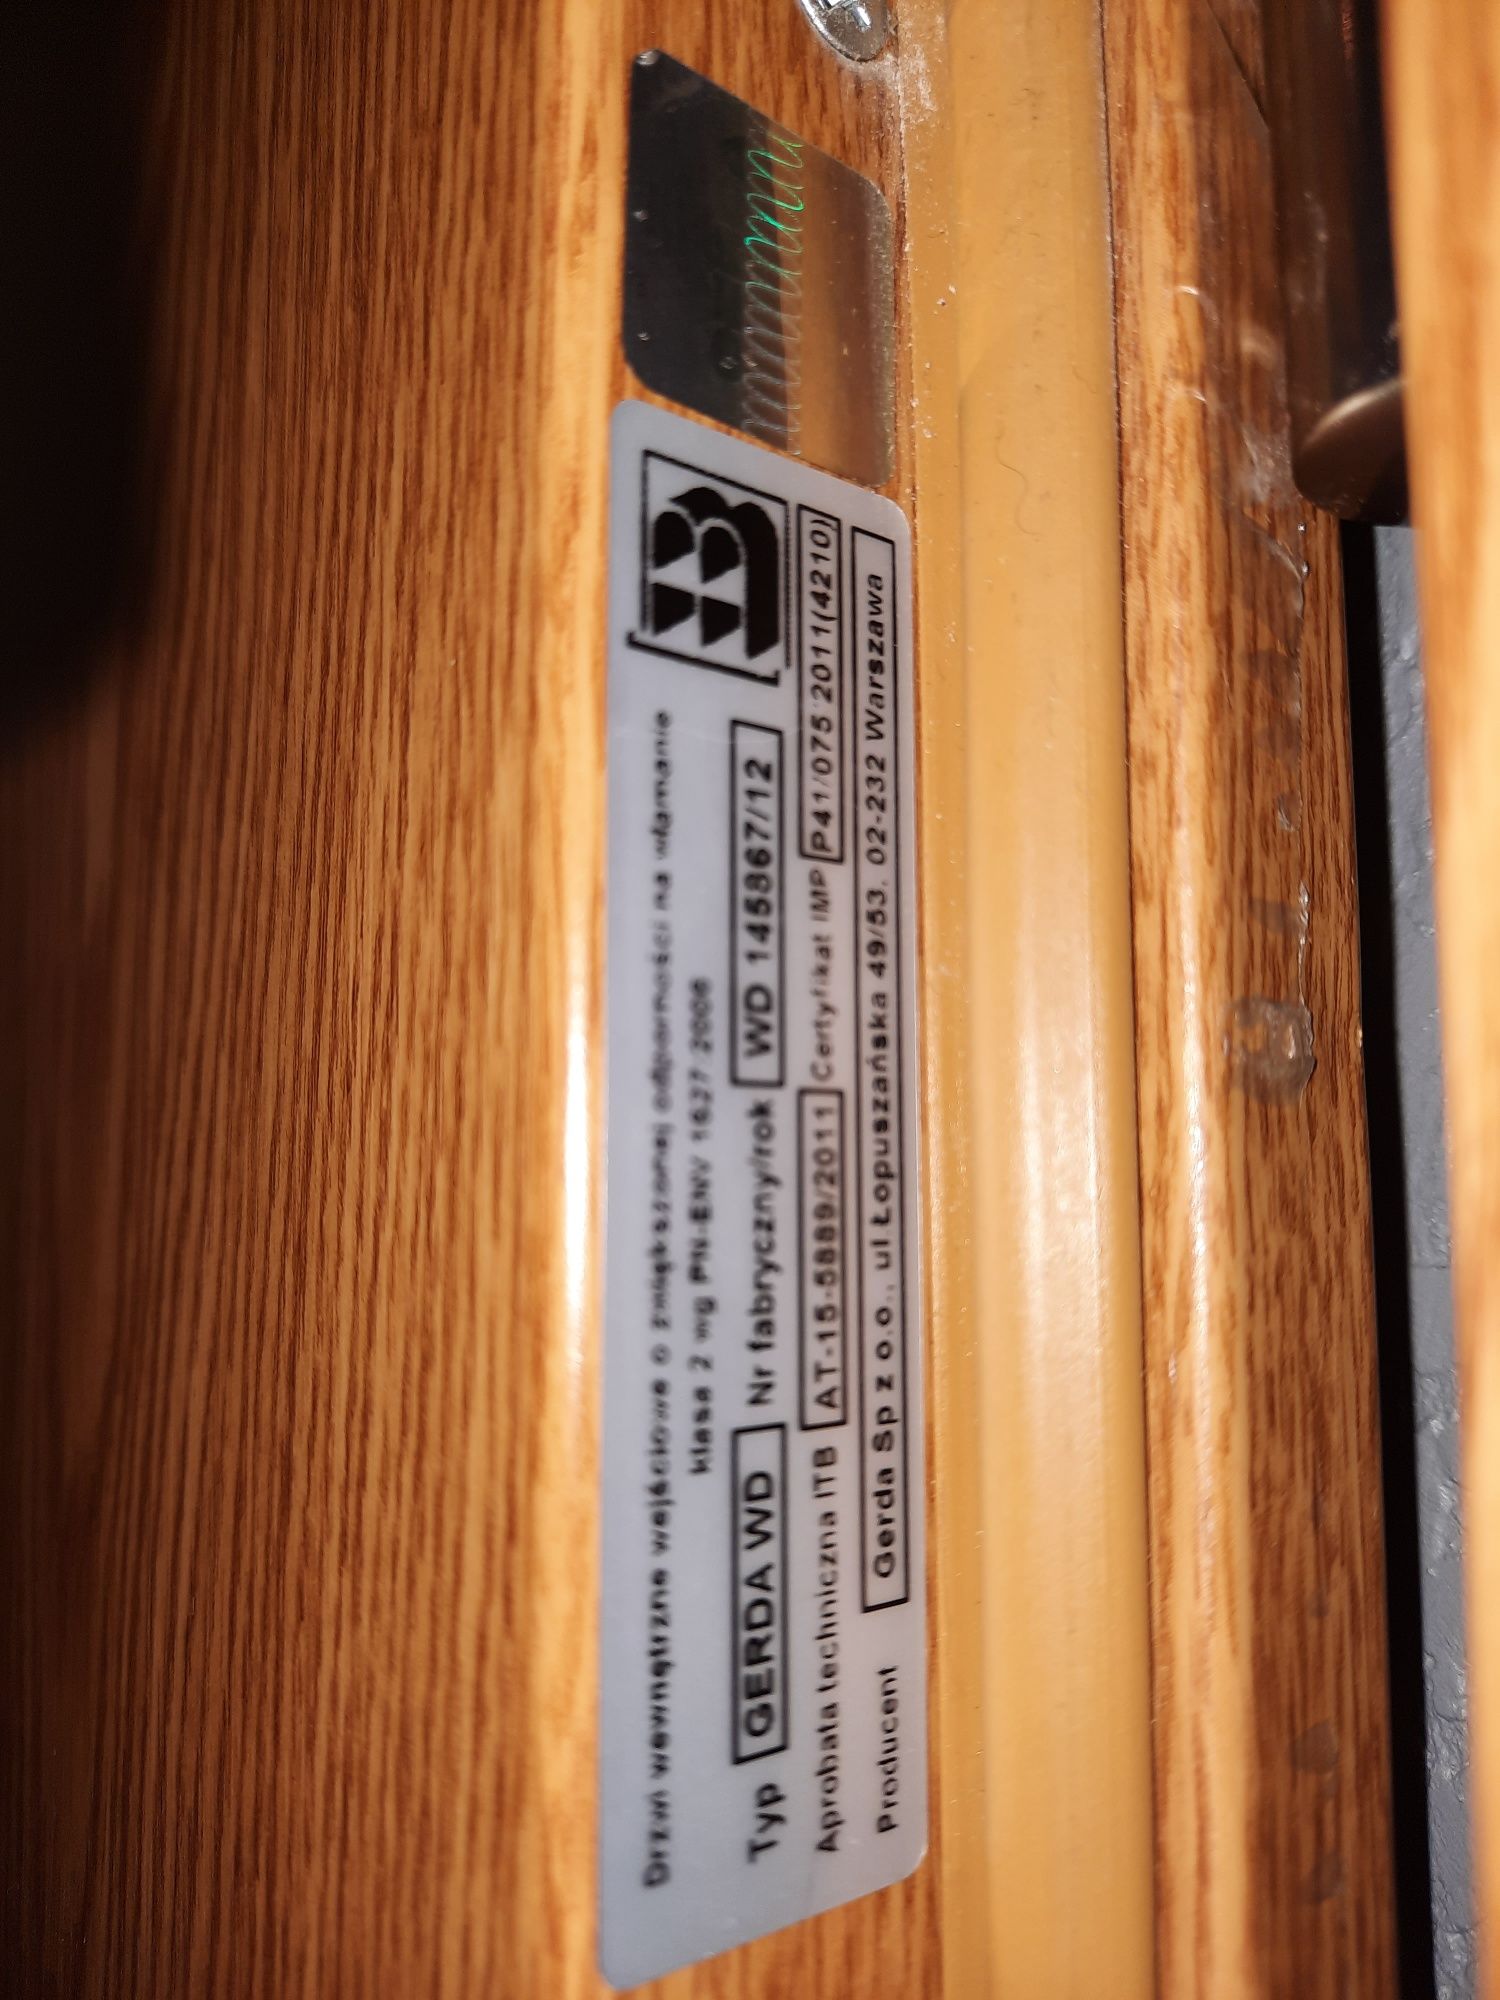 Drzwi wewnętrzne wejściowe o zwiększonej odporności na włamanie
klasa 2 wg PN-ENV 1627 2006
Typ GERDA WD Nr fabryczny/rok WD 145867/12
Aprobata techniczna ITB AT-15-5889/2011 Certyfikat IMP P41/075 2011(4210)
Producent Gerda Sp z o.o., ul Łopuszańska 49/53, 02-232 Warszawa